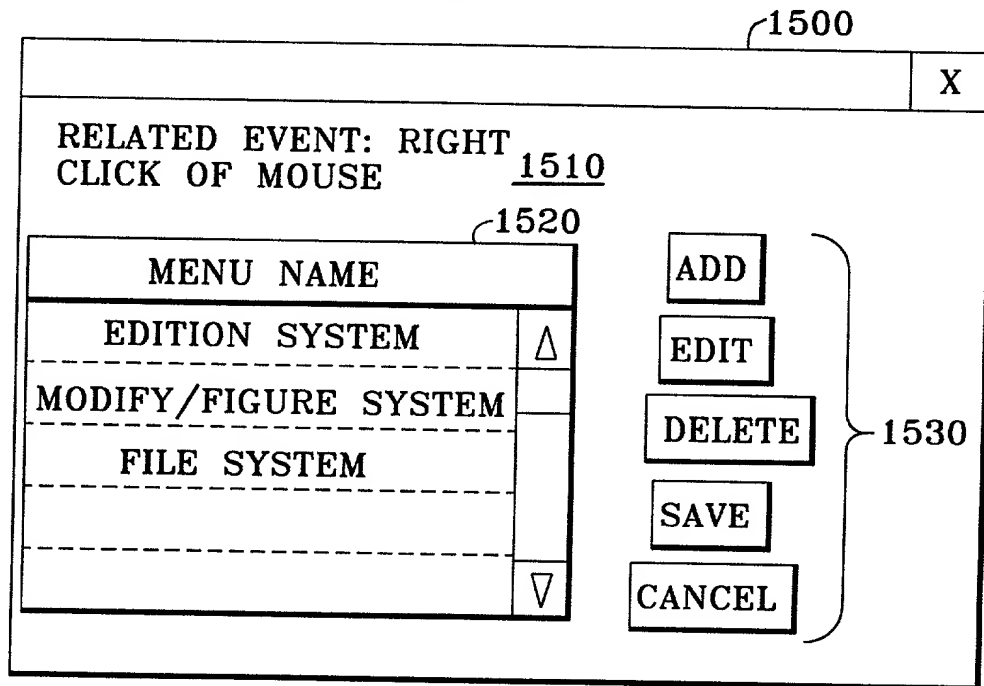 1500
X
RELATED EVENT: RIGHT
CLICK OF MOUSE 1510
1520
MENU NAME
EDITION SYSTEM
MODIFY/FIGURE SYSTEM
FILE SYSTEM
ADD
EDIT
DELETE
SAVE
CANCEL
1530